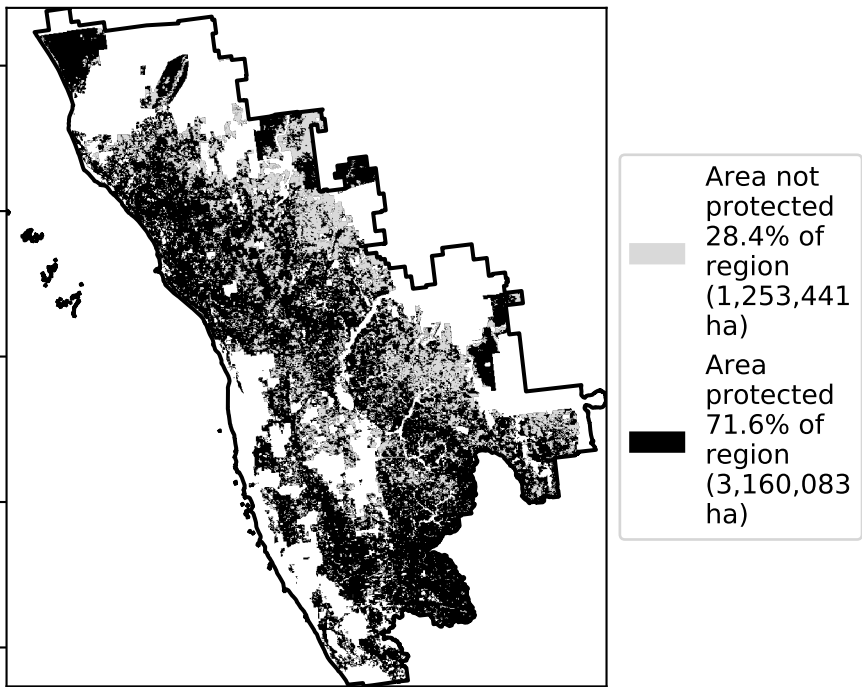 Area not
protected
28.4% of
region
(1,253,441
ha)
Area
protected
71.6% of
region
(3,160,083
ha)